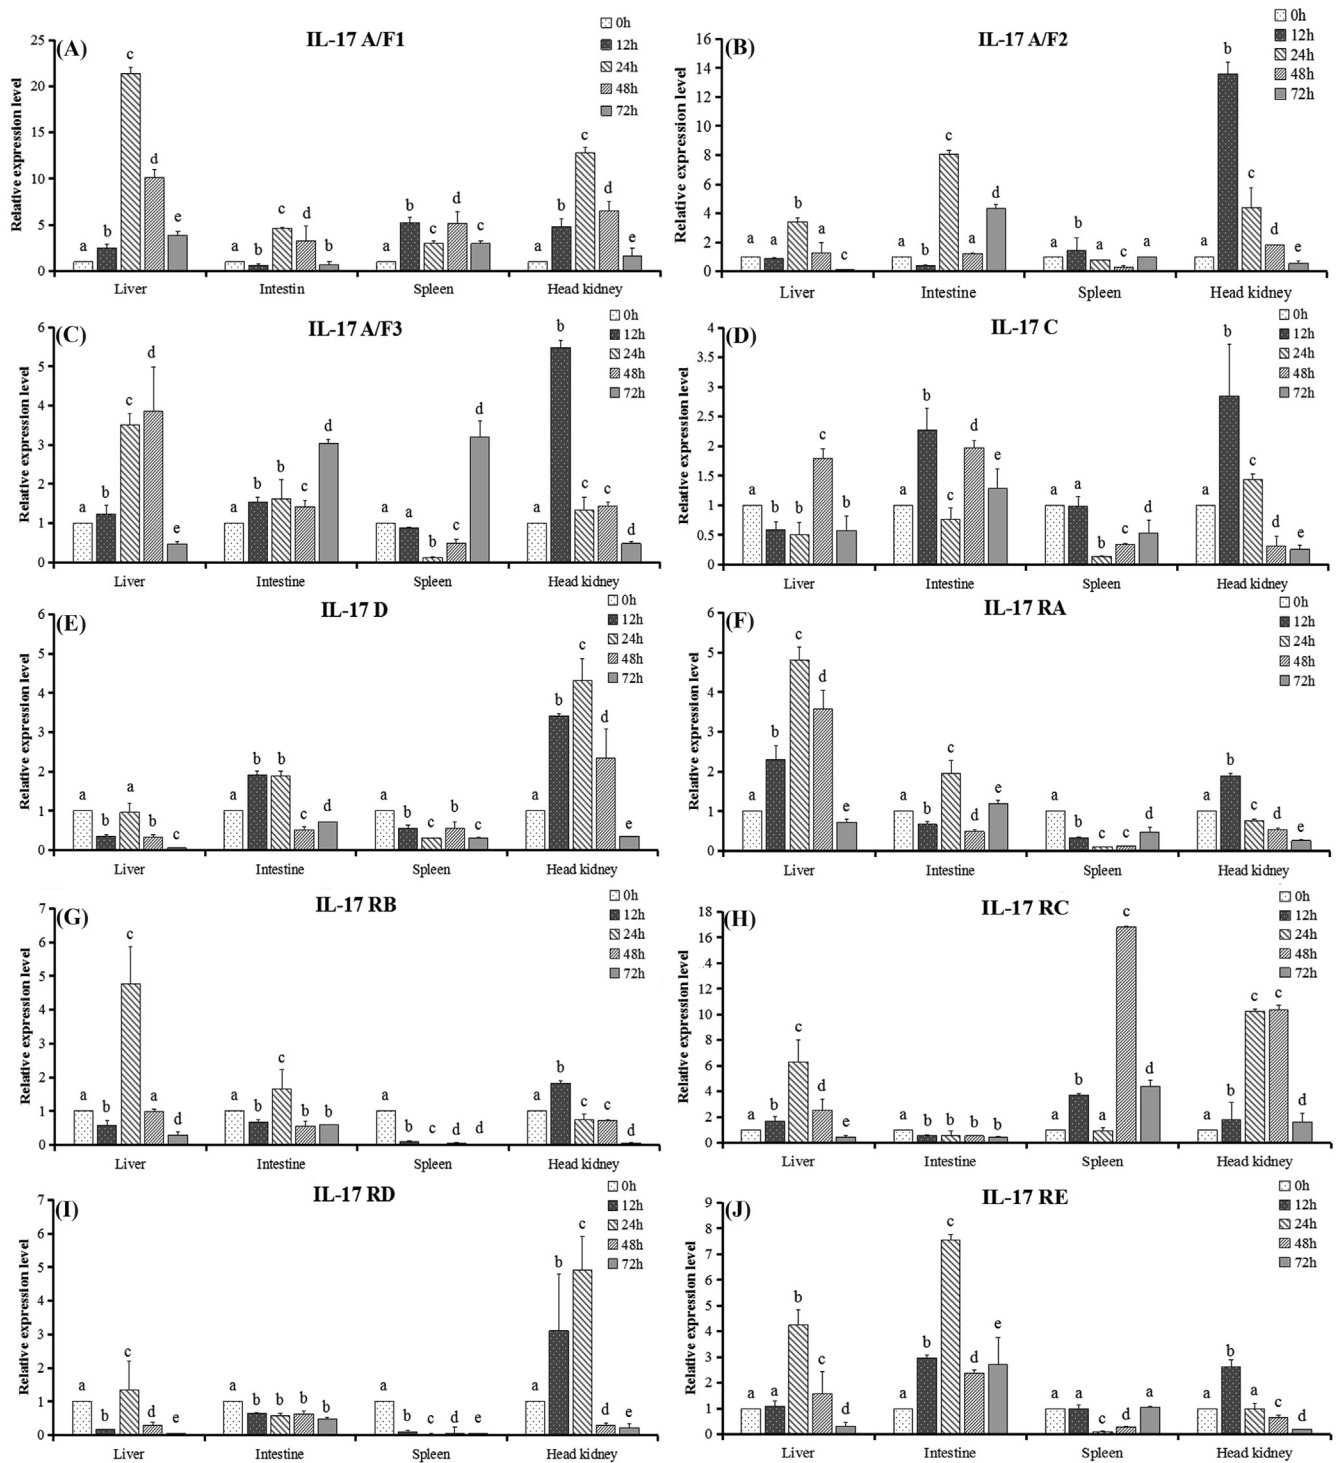 (A)
IL-17 A/F1
0h
12h
24h
48h
72h
Relative expression level
25
20
15
10
5
0
a b c d e
a b c d b
a b c d c
a b c d e
Liver Intestin Spleen Head kidney
(B)
IL-17 A/F2
0h
12h
24h
48h
72h
Relative expression level
16
14
12
10
8
6
4
2
0
a a b a c
a b c a d
a b a c a
a b c d e
Liver Intestine Spleen Head kidney
(C)
IL-17 A/F3
0h
12h
24h
48h
72h
Relative expression level
6
5
4
3
2
1
0
a b c d e
a b b c d
a a b c d
a b c c d
Liver Intestine Spleen Head kidney
(D)
IL-17 C
0h
12h
24h
48h
72h
Relative expression level
4
3.5
3
2.5
2
1.5
1
0.5
0
a b b c b
a b c d e
a a b c d
a b c d e
Liver Intestine Spleen Head kidney
(E)
IL-17 D
0h
12h
24h
48h
72h
Relative expression level
6
5
4
3
2
1
0
a b a b c
a b b c d
a b c b c
a b c d e
Liver Intestine Spleen Head kidney
(F)
IL-17 RA
0h
12h
24h
48h
72h
Relative expression level
6
5
4
3
2
1
0
a b c d e
a b c d e
a b c c d
a b c d e
Liver Intestine Spleen Head kidney
(G)
IL-17 RB
0h
12h
24h
48h
72h
Relative expression level
7
6
5
4
3
2
1
0
a b c a d
a b c b b
a b c d d
a b c c d
Liver Intestine Spleen Head kidney
(H)
IL-17 RC
0h
12h
24h
48h
72h
Relative expression level
18
16
4
12
10
8
6
4
2
0
a b c d e
a b b b b
a b a c d
a b c c d
Liver Intestine Spleen Head kidney
(I)
IL-17 RD
0h
12h
24h
48h
72h
Relative expression level
7
6
5
4
3
2
1
0
a b c d e
a b b b b
a b c d e
a b c d d
Liver Intestine Spleen Head kidney
(J)
IL-17 RE
0h
12h
24h
48h
72h
Relative expression level
9
8
7
6
5
4
3
2
1
0
a a b c d
a b c d e
a a c d a
a b a c d
Liver Intestine Spleen Head kidney